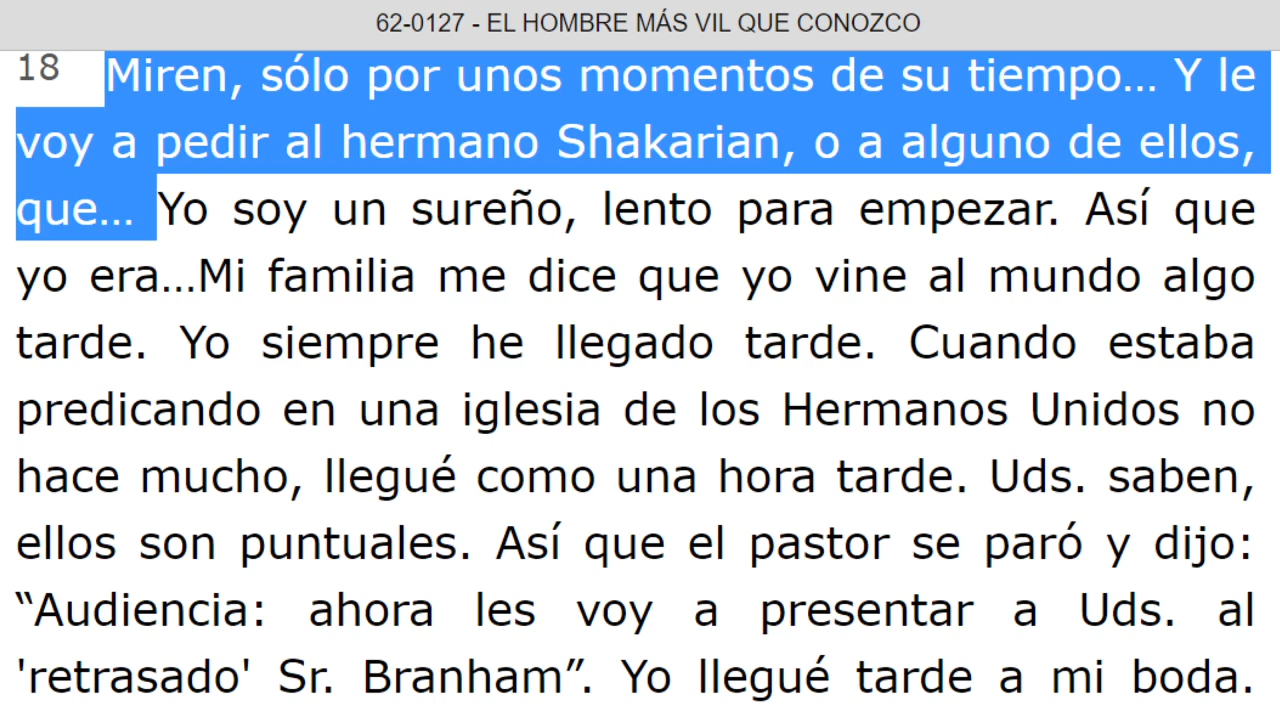 62-0127 - EL HOMBRE MÁS VIL QUE CONOZCO
18 Miren, sólo por unos momentos de su tiempo… Y le
voy a pedir al hermano Shakarian, o a alguno de ellos,
que… Yo soy un sureño, lento para empezar. Así que
yo era…Mi familia me dice que yo vine al mundo algo
tarde. Yo siempre he llegado tarde. Cuando estaba
predicando en una iglesia de los Hermanos Unidos no
hace mucho, llegué como una hora tarde. Uds. saben,
ellos son puntuales. Así que el pastor se paró y dijo:
“Audiencia: ahora les voy a presentar a Uds. al
'retrasado' Sr. Branham”. Yo llegué tarde a mi boda.